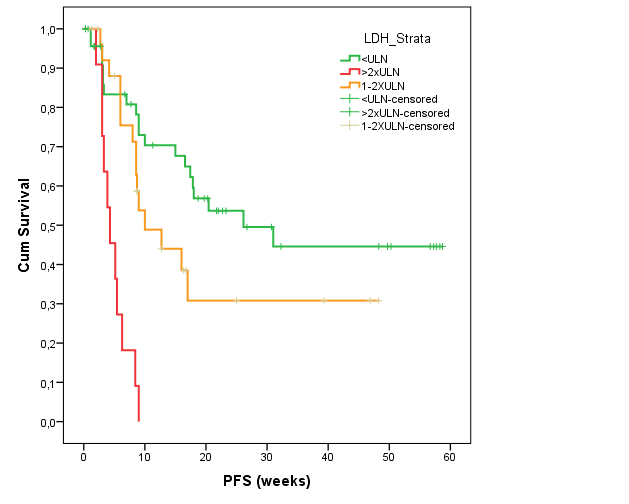 LDH_Strata
<ULN
>2xULN
1-2XULN
<ULN-censored
>2xULN-censored
1-2XULN-censored
1,0
0,9
0,8
0,7
0,6
0,5
0,4
0,3
0,2
0,1
0,0
Cum Survival
0 10 20 30 40 50 60
PFS (weeks)